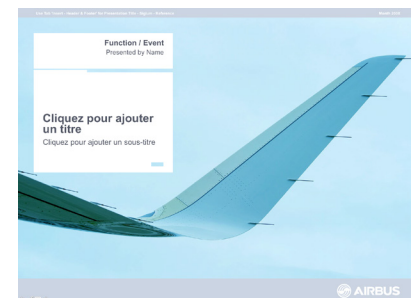 Function / Event
Presented by Name
Cliquez pour ajouter
un titre
Cliquez pour ajouter un sous-titre
AIRBUS